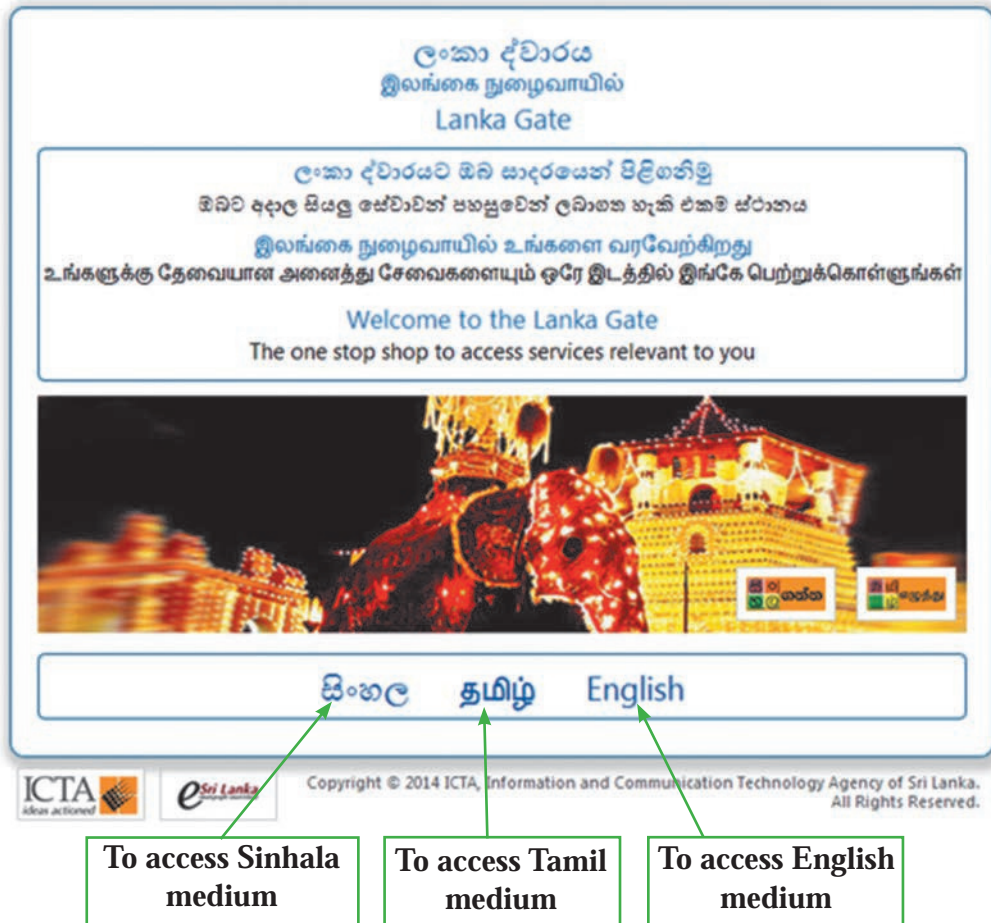 ලංකා ද්වාරය
இலங்கை நுழைவாயில்
Lanka Gate
ලංකා ද්වාරයට ඔබ සාදරයෙන් පිළිගනිමු
ඔබට අදාල සියලු සේවාවන් පහසුවෙන් ලබාගත හැකි එකම ස්ථානය
இலங்கை நுழைவாயில் உங்களை வரவேற்கிறது
உங்களுக்கு தேவையான அனைத்து சேவைகளையும் ஒரே இடத்தில் இங்கே பெற்றுக்கொள்ளுங்கள்
Welcome to the Lanka Gate
The one stop shop to access services relevant to you
සිංහල தமிழ் English
ICTA
ideas actioned
eSri Lanka
Copyright © 2014 ICTA, Information and Communication Technology Agency of Sri Lanka.
All Rights Reserved.
To access Sinhala
medium
To access Tamil
medium
To access English
medium